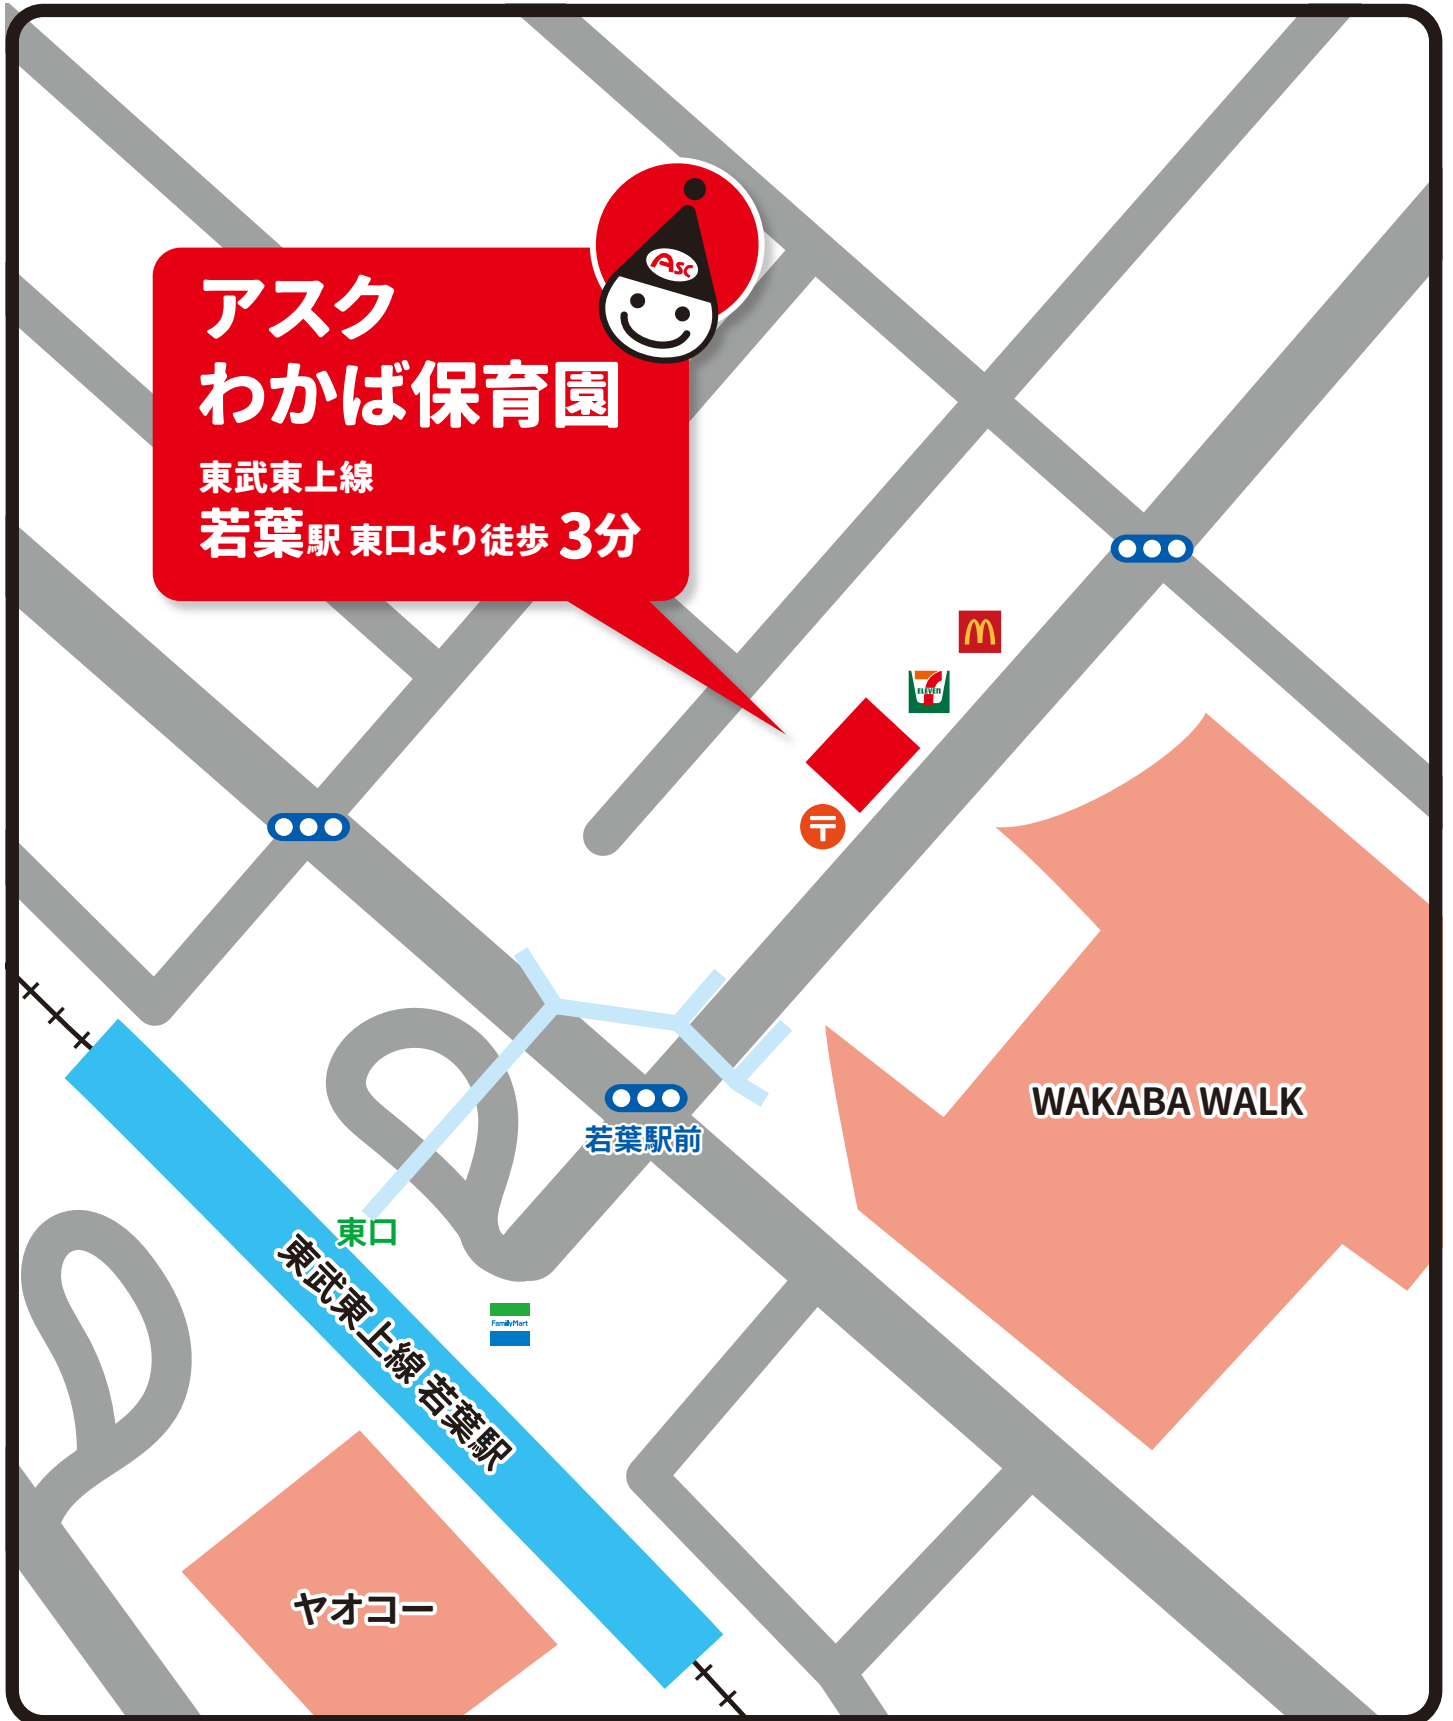 ASC
アスク
わかば保育園
東武東上線
若葉駅 東口より徒歩 3分
7
ELEVEN
〒
WAKABA WALK
若葉駅前
東口
東武東上線 若葉駅
FamilyMart
ヤオコー